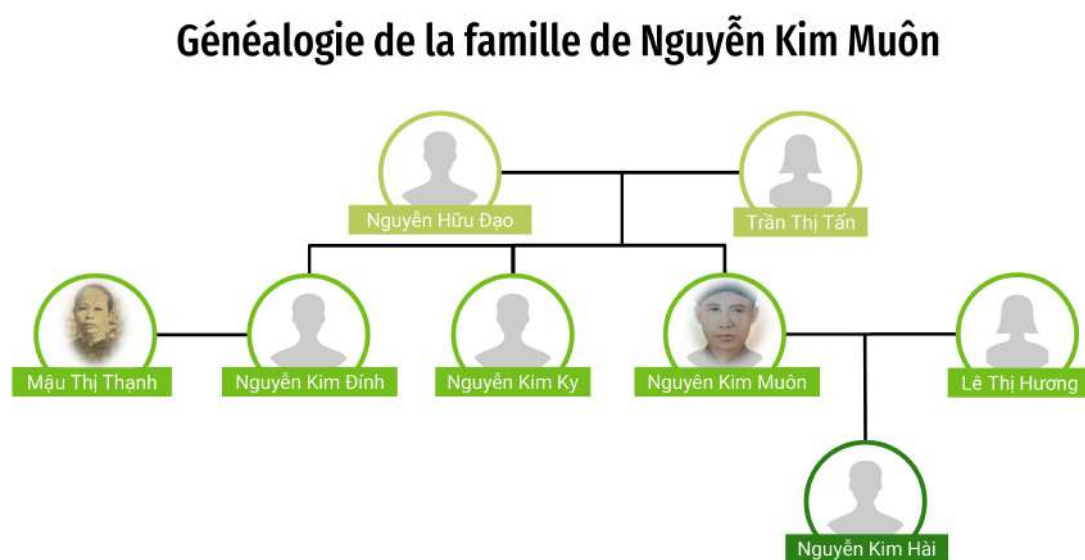 Généalogie de la famille de Nguyễn Kim Muôn
Nguyễn Hữu Đạo
Trần Thị Tấn
Mậu Thị Thạnh
Nguyễn Kim Đính
Nguyễn Kim Ky
Nguyên Kim Muôn
Lê Thị Hương
Nguyễn Kim Hài